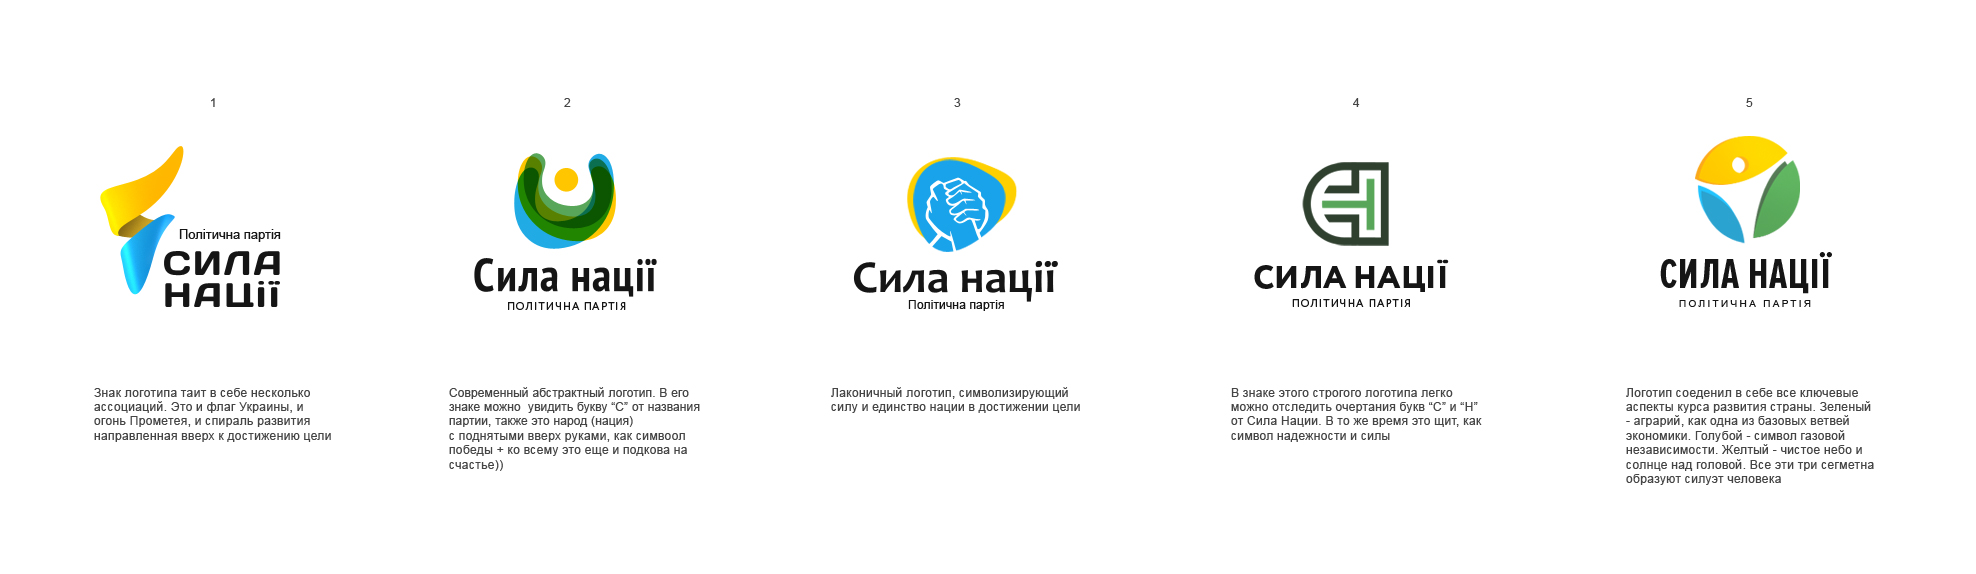 1
Політична партія
СИЛА
НАЦІЇ
Знак логотипа таит в себе несколько
ассоциаций. Это и флаг Украины, и
огонь Прометея, и спираль развития
направленная вверх к достижению цели
2
Сила нації
ПОЛІТИЧНА ПАРТІЯ
Современный абстрактный логотип. В его
знаке можно  увидить букву “С” от названия
партии, также это народ (нация)
с поднятыми вверх руками, как симвоол
победы + ко всему это еще и подкова на
счастье))
3
Сила нації
Політична партія
Лаконичный логотип, символизирующий
силу и единство нации в достижении цели
4
СИЛА НАЦІЇ
ПОЛІТИЧНА ПАРТІЯ
В знаке этого строгого логотипа легко
можно отследить очертания букв “С” и “Н”
от Сила Нации. В то же время это щит, как
символ надежности и силы
5
СИЛА НАЦІЇ
ПОЛІТИЧНА ПАРТІЯ
Логотип соеденил в себе все ключевые
аспекты курса развития страны. Зеленый
- аграрий, как одна из базовых ветвей
экономики. Голубой - символ газовой
независимости. Желтый - чистое небо и
солнце над головой. Все эти три сегметна
образуют силуэт человека